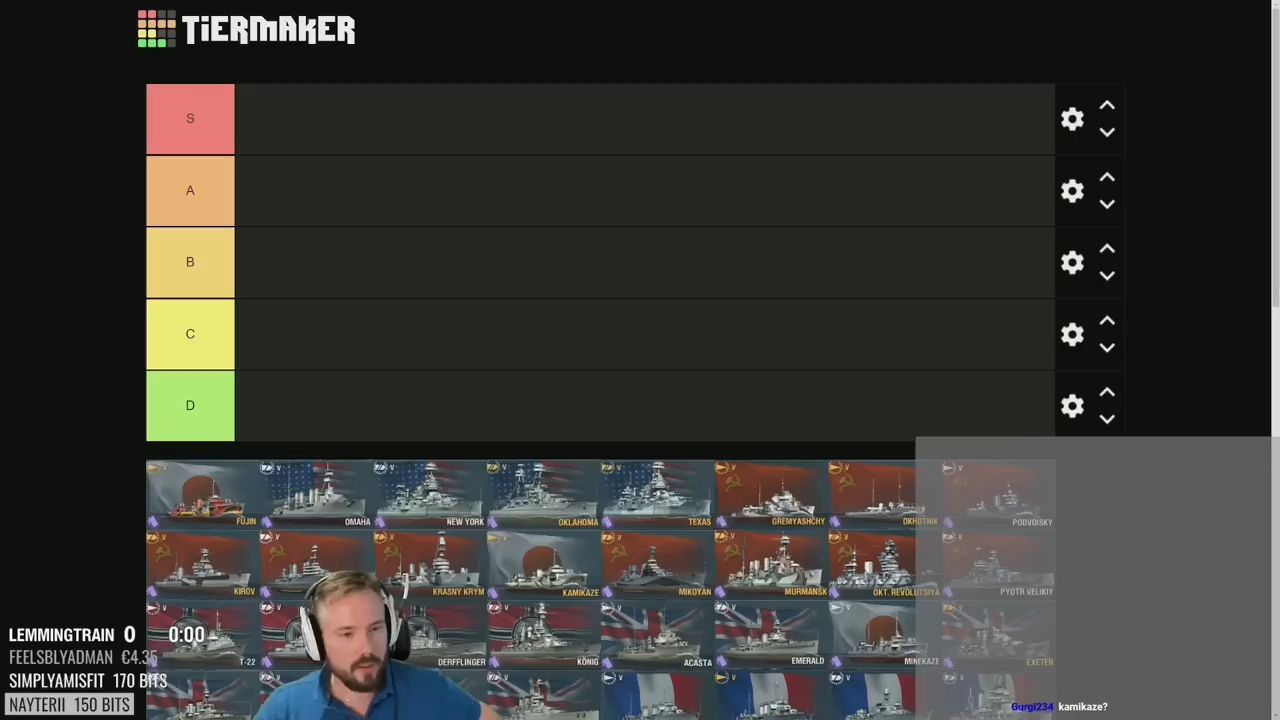 TiERMAKER
S
A
B
C
D
V V V V V V V V
FŪJIN OMAHA NEW YORK OKLAHOMA TEXAS GREMYASHCHY OKHOTNIK PODVOISKY
V V V V V V V V
KIROV KRASNY KRYM KAMIKAZE MIKOYAN MURMANSK OKT. REVOLUTSIYA PYOTR VELIKIY
V V V V V V V
T-22 DERFFLINGER KÖNIG ACASTA EMERALD MINEKAZE EXETER
V V V V V V V
LEMMINGTRAIN 0 0:00
FEELSBLYADMAN €4.35
SIMPLYAMISFIT 170 BITS
NAYTERII 150 BITS
Gurgi234 kamikaze?